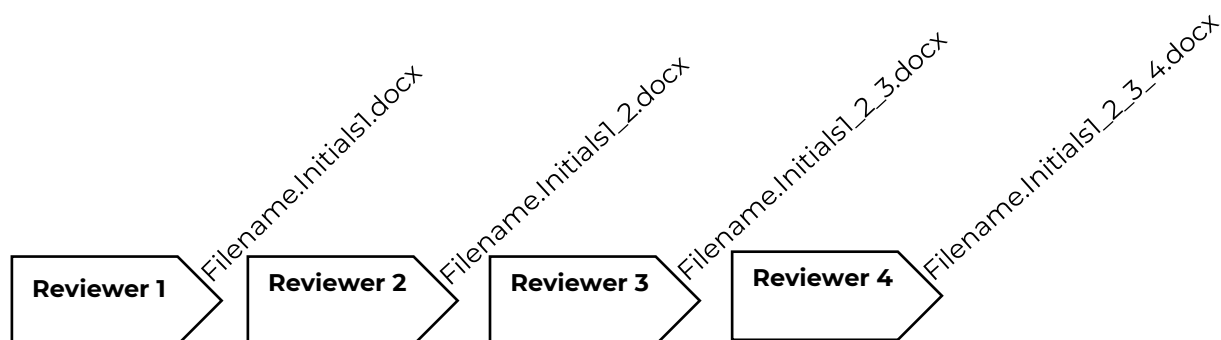 Reviewer 1
Filename.Initials1.docx
Reviewer 2
Filename.Initials1_2.docx
Reviewer 3
Filename.Initials1_2_3.docx
Reviewer 4
Filename.Initials1_2_3_4.docx